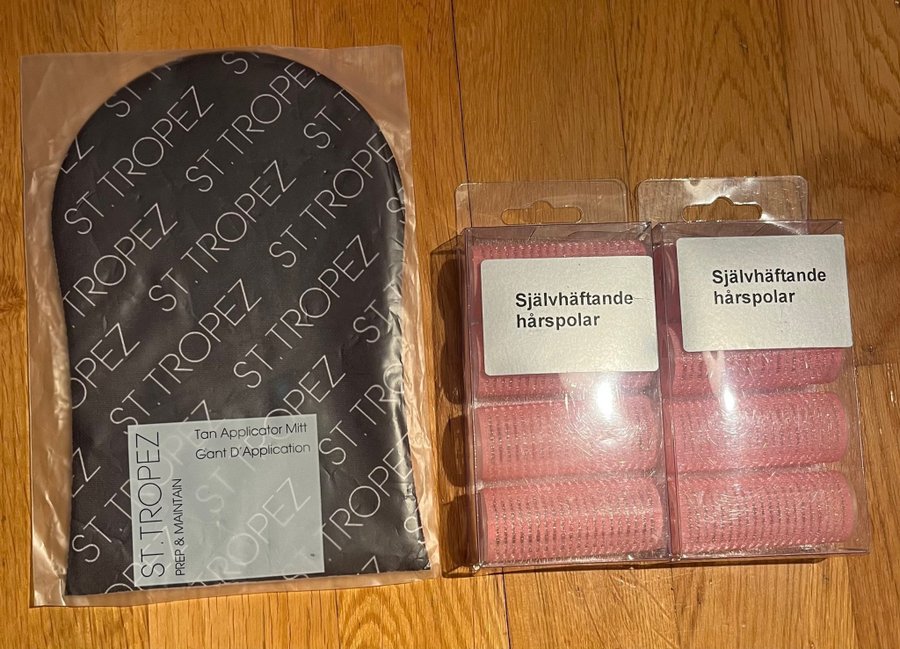 ST.TROPEZ
ST.TROPEZ
ST.TROPEZ
ST.TROPEZ
ST.TROPEZ
ST.TROPEZ
ST.TROPEZ
ST.TROPEZ
ST.TROPEZ
ST.TROPEZ
Tan Applicator Mitt
Gant D'Application
ST.TROPEZ
PREP & MAINTAIN
Självhäftande
hårspolar
Självhäftande
hårspolar